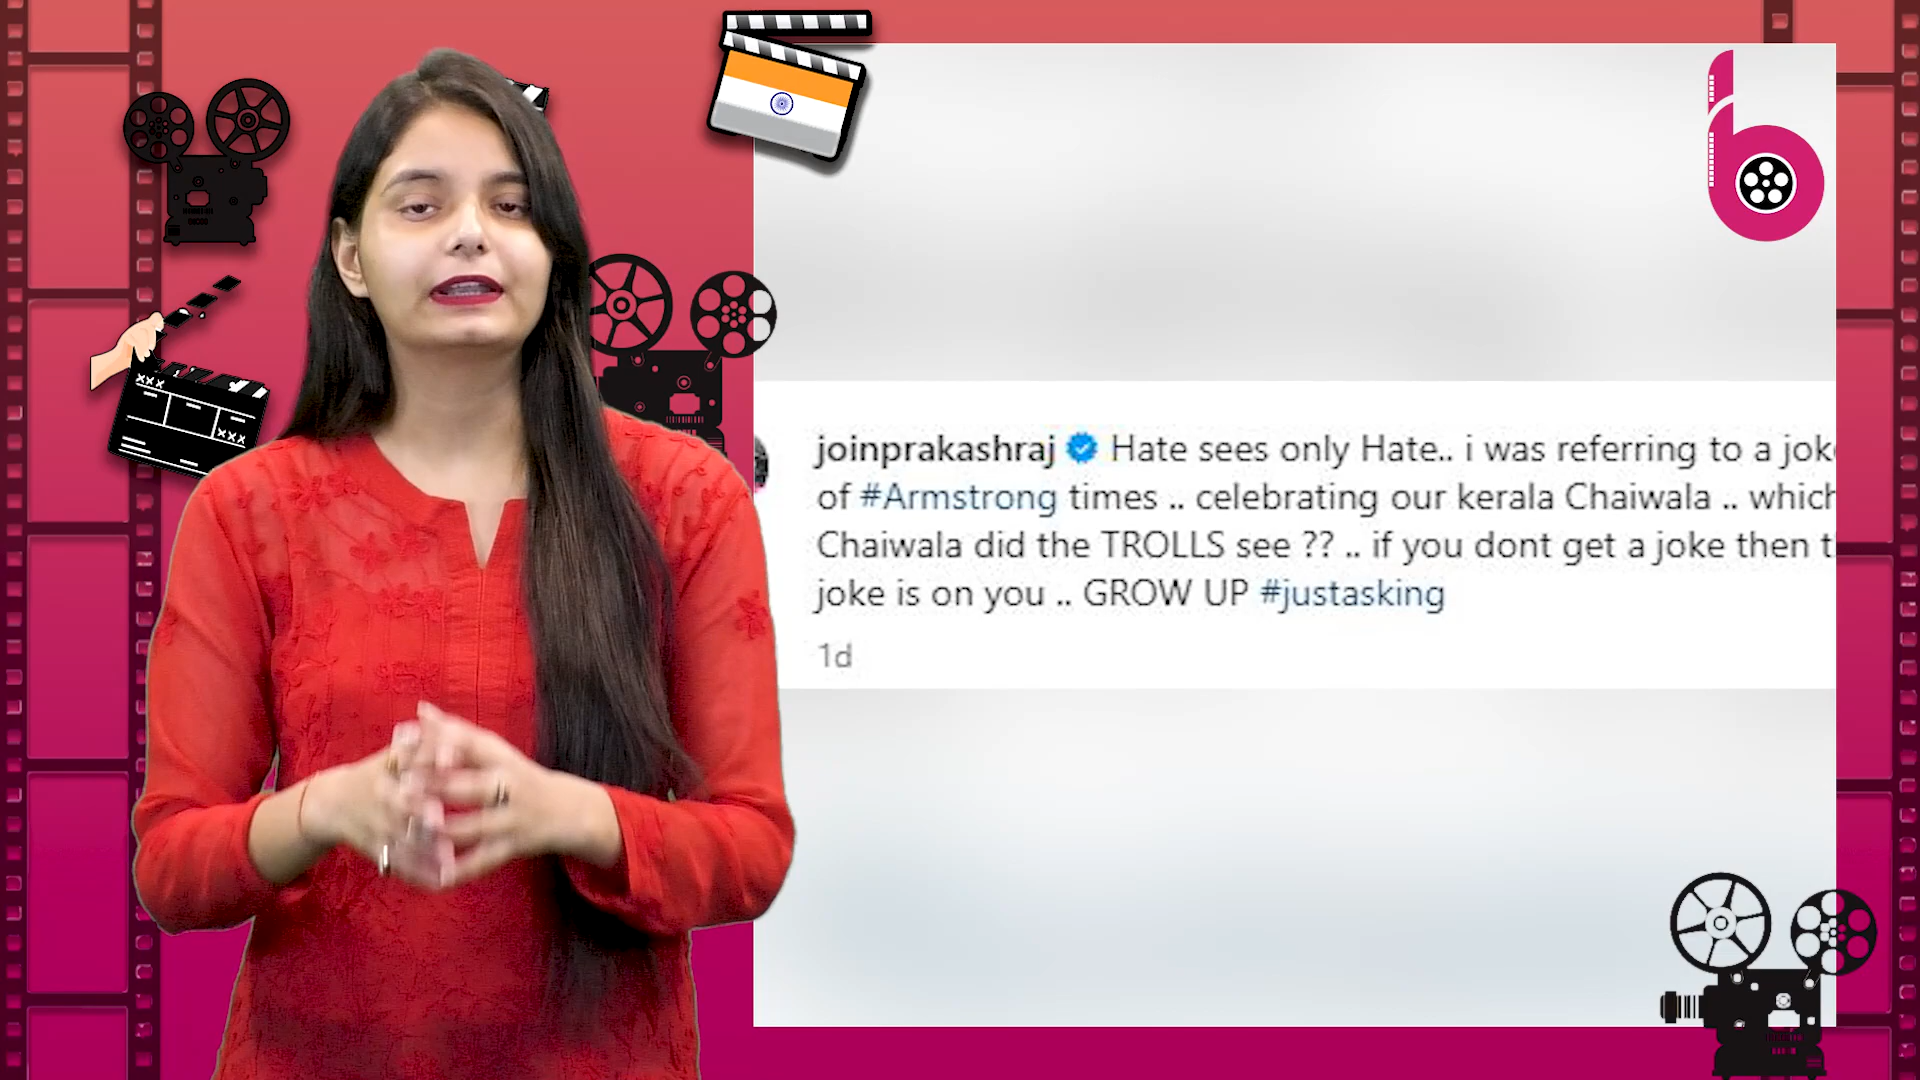 joinprakashraj Hate sees only Hate.. i was referring to a jok
of #Armstrong times .. celebrating our kerala Chaiwala .. which
Chaiwala did the TROLLS see ?? .. if you dont get a joke then t
joke is on you .. GROW UP #justasking
1d